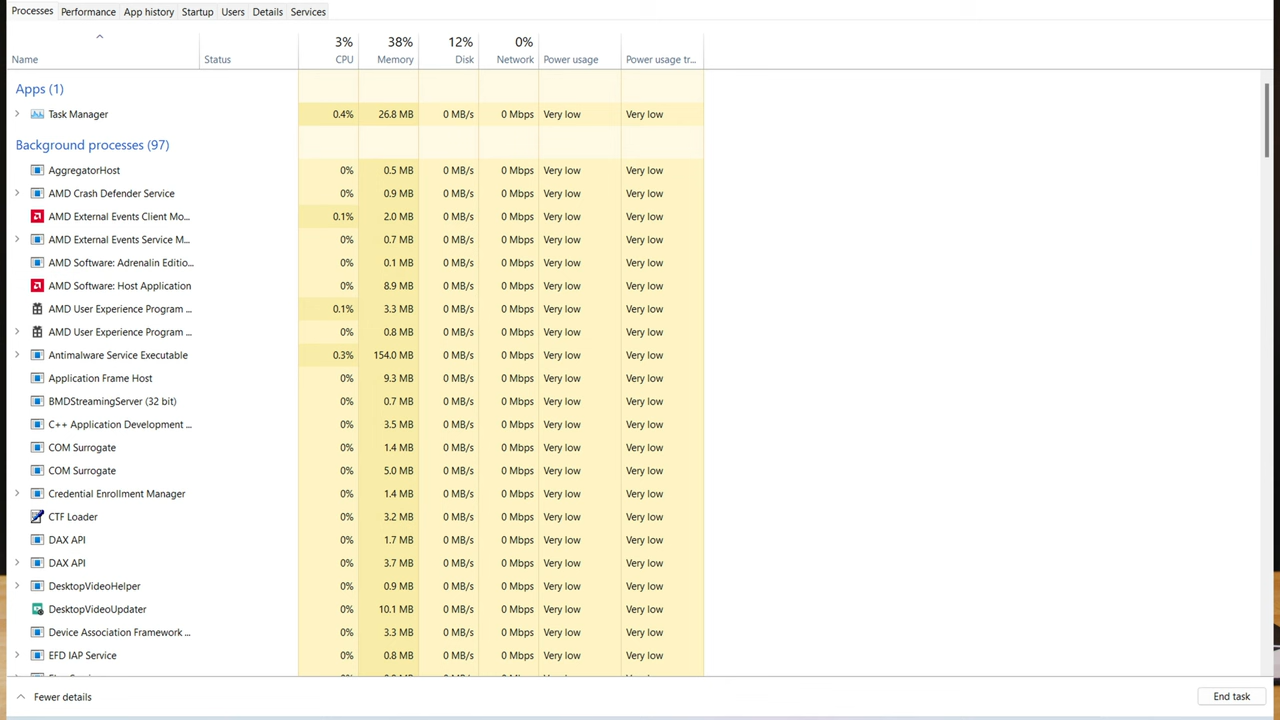 Processes Performance App history Startup Users Details Services
3% 38% 12% 0%
Name Status CPU Memory Disk Network Power usage Power usage tr...
Apps (1)
Task Manager 0.4% 26.8 MB 0 MB/s 0 Mbps Very low Very low
Background processes (97)
AggregatorHost 0% 0.5 MB 0 MB/s 0 Mbps Very low Very low
AMD Crash Defender Service 0% 0.9 MB 0 MB/s 0 Mbps Very low Very low
AMD External Events Client Mo... 0.1% 2.0 MB 0 MB/s 0 Mbps Very low Very low
AMD External Events Service M... 0% 0.7 MB 0 MB/s 0 Mbps Very low Very low
AMD Software: Adrenalin Editio... 0% 0.1 MB 0 MB/s 0 Mbps Very low Very low
AMD Software: Host Application 0% 8.9 MB 0 MB/s 0 Mbps Very low Very low
AMD User Experience Program ... 0.1% 3.3 MB 0 MB/s 0 Mbps Very low Very low
AMD User Experience Program ... 0% 0.8 MB 0 MB/s 0 Mbps Very low Very low
Antimalware Service Executable 0.3% 154.0 MB 0 MB/s 0 Mbps Very low Very low
Application Frame Host 0% 9.3 MB 0 MB/s 0 Mbps Very low Very low
BMDStreamingServer (32 bit) 0% 0.7 MB 0 MB/s 0 Mbps Very low Very low
C++ Application Development ... 0% 3.5 MB 0 MB/s 0 Mbps Very low Very low
COM Surrogate 0% 1.4 MB 0 MB/s 0 Mbps Very low Very low
COM Surrogate 0% 5.0 MB 0 MB/s 0 Mbps Very low Very low
Credential Enrollment Manager 0% 1.4 MB 0 MB/s 0 Mbps Very low Very low
CTF Loader 0% 3.2 MB 0 MB/s 0 Mbps Very low Very low
DAX API 0% 1.7 MB 0 MB/s 0 Mbps Very low Very low
DAX API 0% 3.7 MB 0 MB/s 0 Mbps Very low Very low
DesktopVideoHelper 0% 0.9 MB 0 MB/s 0 Mbps Very low Very low
DesktopVideoUpdater 0% 10.1 MB 0 MB/s 0 Mbps Very low Very low
Device Association Framework ... 0% 3.3 MB 0 MB/s 0 Mbps Very low Very low
EFD IAP Service 0% 0.8 MB 0 MB/s 0 Mbps Very low Very low
Fewer details End task